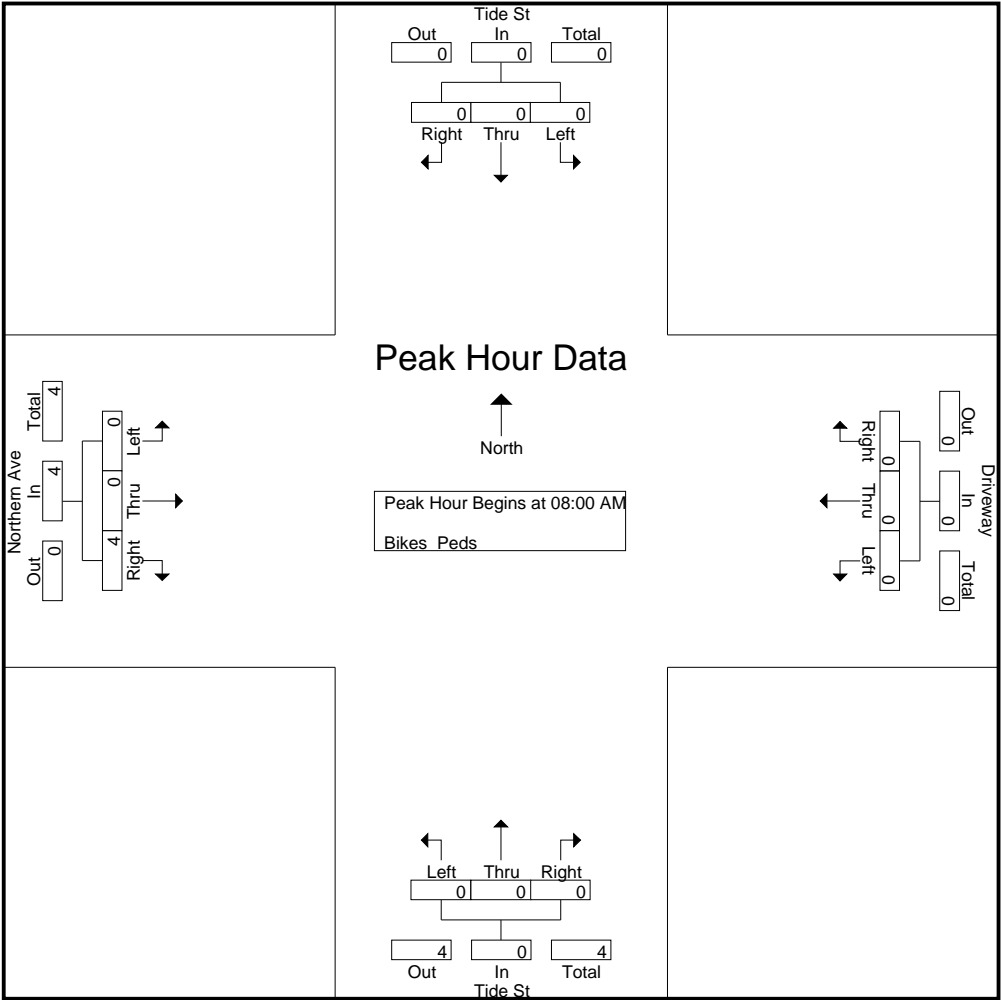 Tide St
Out In Total
0 0 0
0 0 0
Right Thru Left
Peak Hour Data
North
Peak Hour Begins at 08:00 AM
Bikes Peds
Northern Ave
Out In Total
0 4 4
4 0 0
Right Thru Left
Driveway
Out In Total
0 0 0
0 0 0
Right Thru Left
Left Thru Right
0 0 0
4 0 4
Out In Total
Tide St